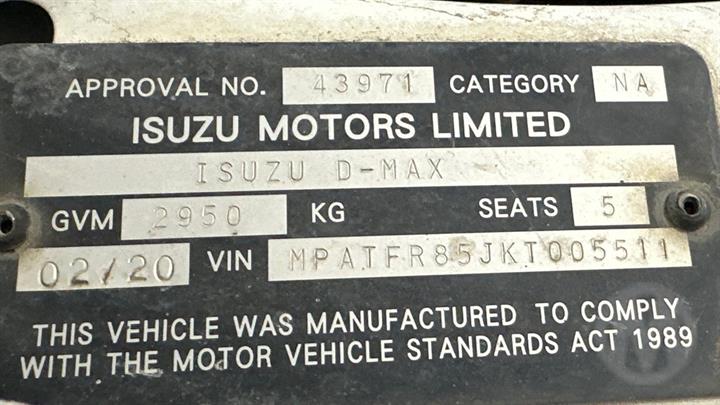 APPROVAL NO. 43971 CATEGORY NA
ISUZU MOTORS LIMITED
ISUZU D-MAX
GVM 2950 KG SEATS 5
02/20 VIN MPATFR85JKT005511
THIS VEHICLE WAS MANUFACTURED TO COMPLY
WITH THE MOTOR VEHICLE STANDARDS ACT 1989